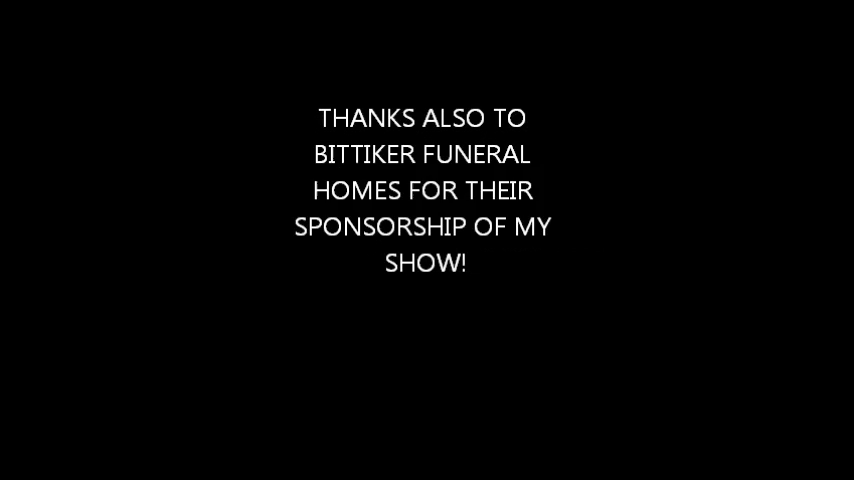 THANKS ALSO TO
BITTIKER FUNERAL
HOMES FOR THEIR
SPONSORSHIP OF MY
SHOW!